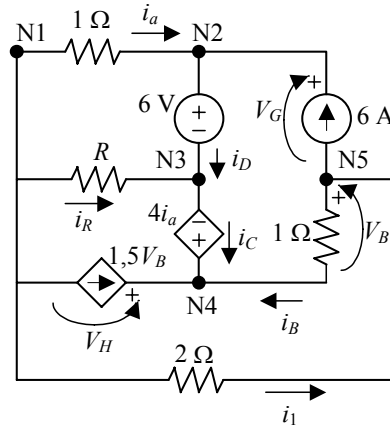 N1 1 Ω i_a N2
6 V + − V_G + 6 A
N3 i_D N5
R i_R
4i_a − + i_C 1 Ω + V_B
1,5V_B
V_H + N4 i_B
2 Ω
i_1